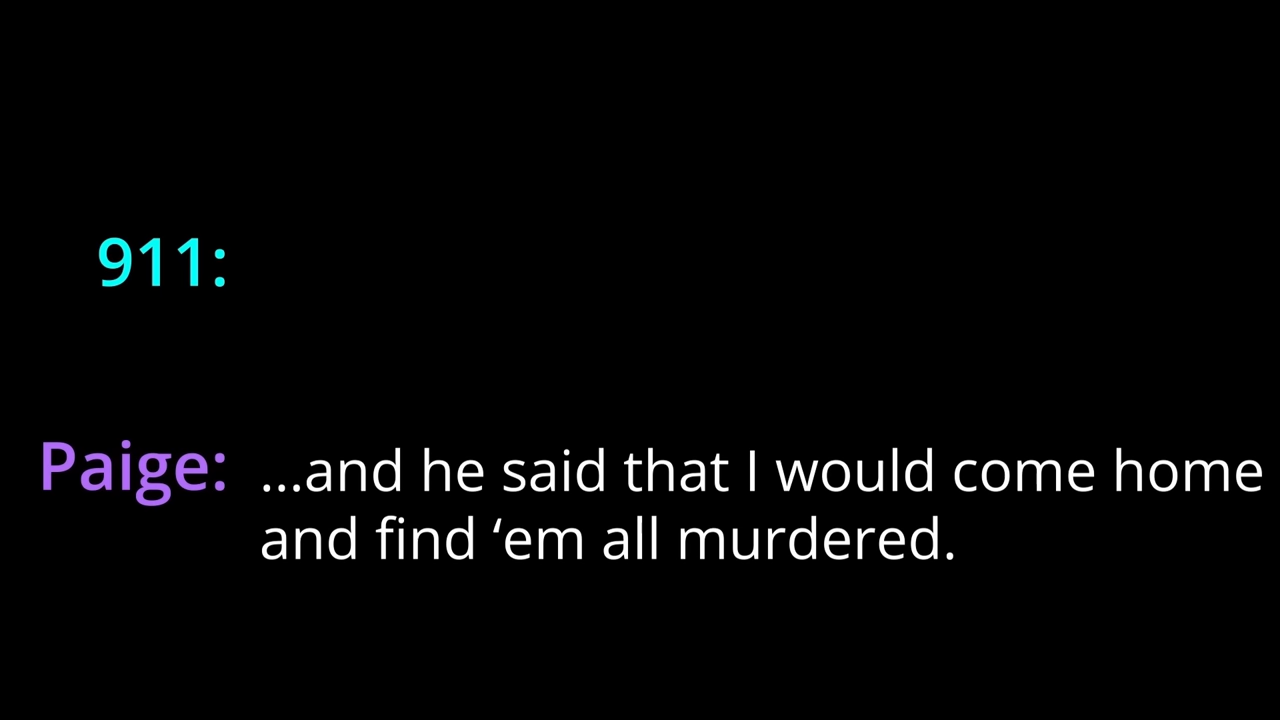 911:
Paige: ...and he said that I would come home
and find ‘em all murdered.